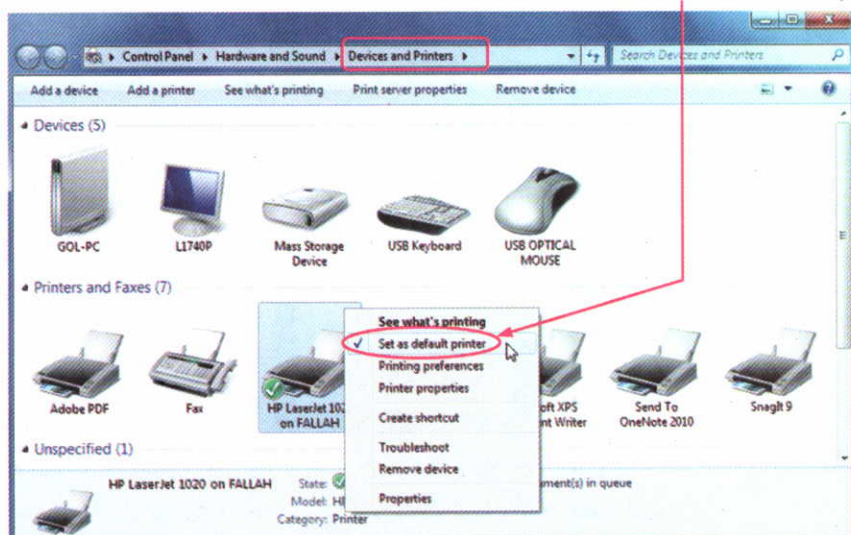 Control Panel ▸ Hardware and Sound ▸ Devices and Printers ▸
Search Devices and Printers
Add a device Add a printer See what's printing Print server properties Remove device
Devices (5)
GOL-PC
L1740P
Mass Storage
Device
USB Keyboard
USB OPTICAL
MOUSE
Printers and Faxes (7)
Adobe PDF
Fax
HP LaserJet 102
on FALLAH
See what's printing
Set as default printer
Printing preferences
Printer properties
Create shortcut
Troubleshoot
Remove device
Properties
oft XPS
nt Writer
Send To
OneNote 2010
SnagIt 9
Unspecified (1)
HP LaserJet 1020 on FALLAH
State:
ment(s) in queue
Model: HP
Category: Printer